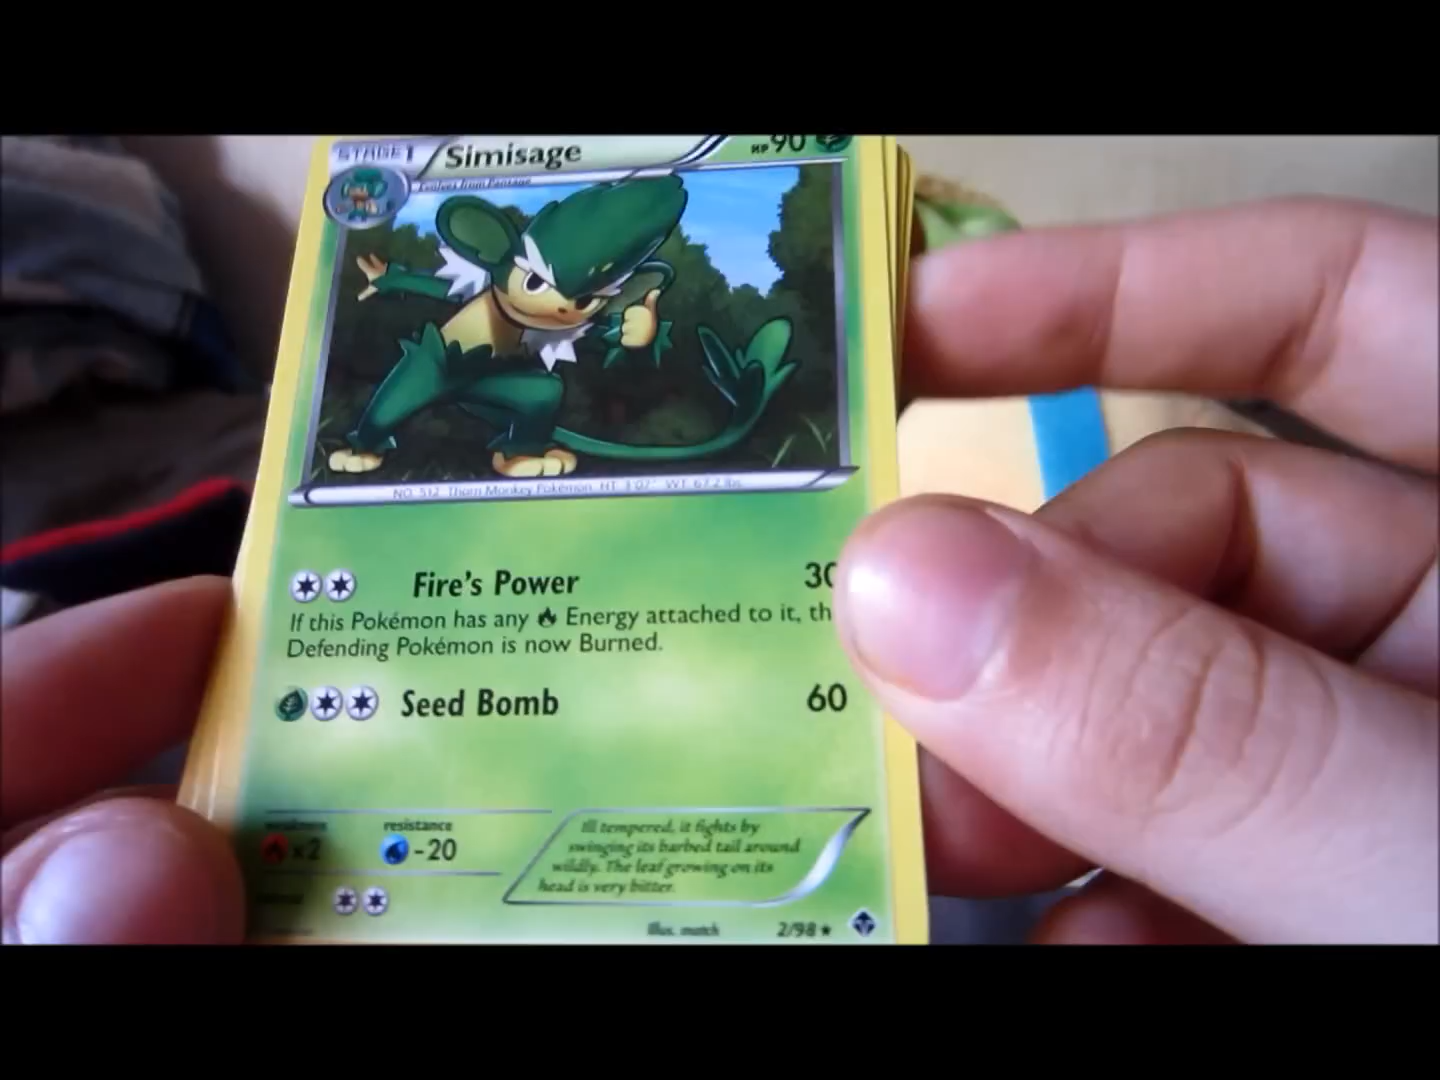 STAGE 1 Simisage HP 90
Evolves from Pansage
NO. 512 Thorn Monkey Pokémon HT: 3'07" WT: 67.2 lbs.
Fire's Power 30
If this Pokémon has any Energy attached to it, th
Defending Pokémon is now Burned.
Seed Bomb 60
weakness resistance
x2 -20
Ill tempered, it fights by
swinging its barbed tail around
wildly. The leaf growing on its
head is very bitter.
Illus. match 2/98